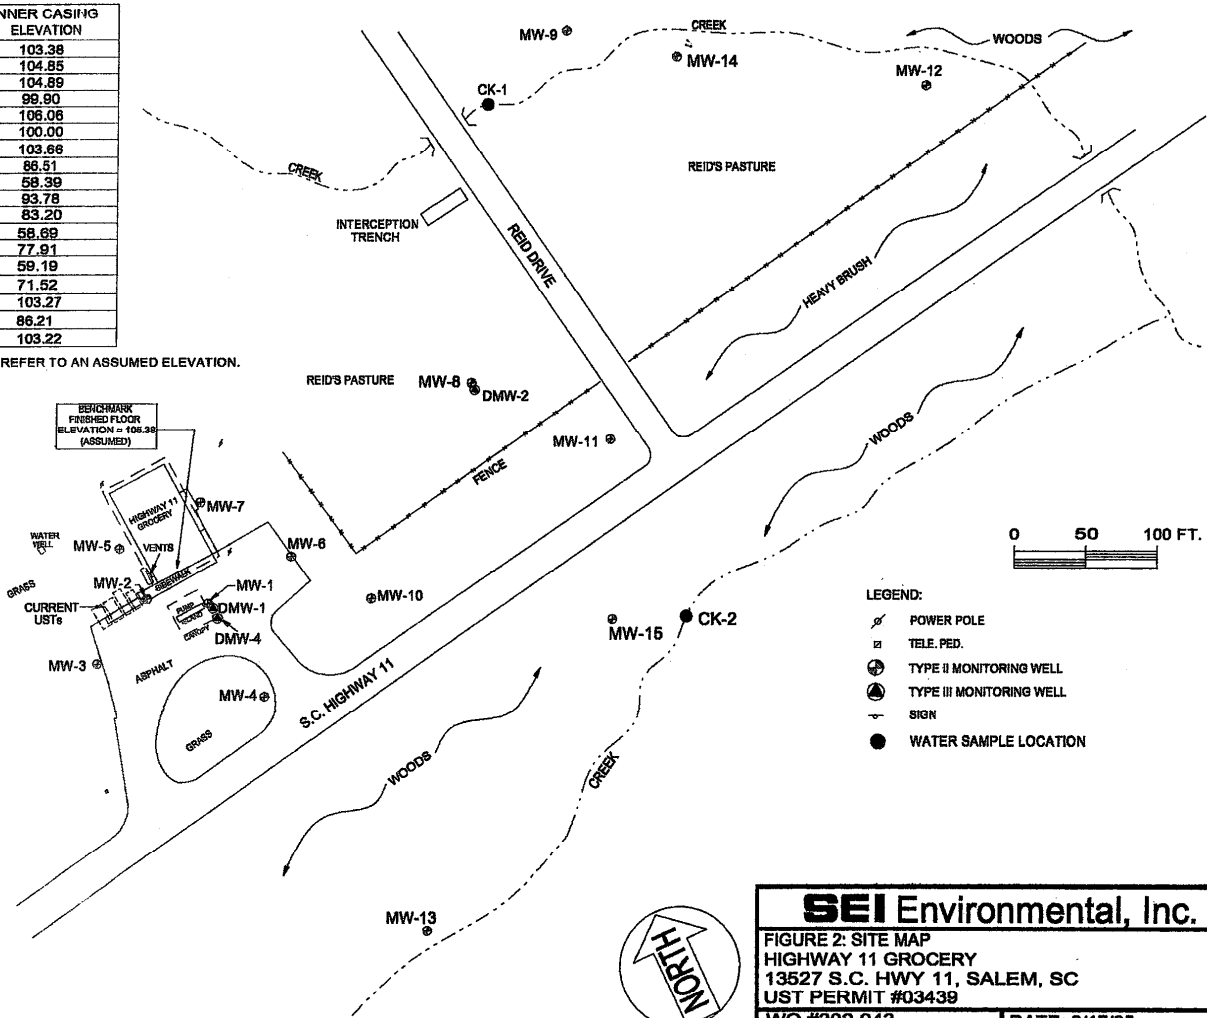 NNER CASING
ELEVATION
103.38
104.85
104.89
99.90
106.06
100.00
103.66
86.51
58.39
93.78
83.20
58.69
77.91
59.19
71.52
103.27
86.21
103.22
REFER TO AN ASSUMED ELEVATION.
MW-9
CREEK
MW-14
WOODS
MW-12
CK-1
CREEK
REID'S PASTURE
INTERCEPTION
TRENCH
REID DRIVE
HEAVY BRUSH
REID'S PASTURE
MW-8
DMW-2
MW-11
FENCE
WOODS
BENCHMARK
FINISHED FLOOR
ELEVATION = 106.38
(ASSUMED)
HIGHWAY 11
GROCERY
MW-7
WATER
WELL
MW-5
VENTS
MW-6
GRASS
MW-2
SIDEWALK
CURRENT
USTs
MW-1
PUMP
ISLAND
DMW-1
CANOPY
DMW-4
MW-10
MW-3
ASPHALT
MW-4
GRASS
S.C. HIGHWAY 11
MW-15
CK-2
WOODS
CREEK
MW-13
0 50 100 FT.
LEGEND:
POWER POLE
TELE. PED.
TYPE II MONITORING WELL
TYPE III MONITORING WELL
SIGN
WATER SAMPLE LOCATION
NORTH
SEI Environmental, Inc.
FIGURE 2: SITE MAP
HIGHWAY 11 GROCERY
13527 S.C. HWY 11, SALEM, SC
UST PERMIT #03439
WO
DATE